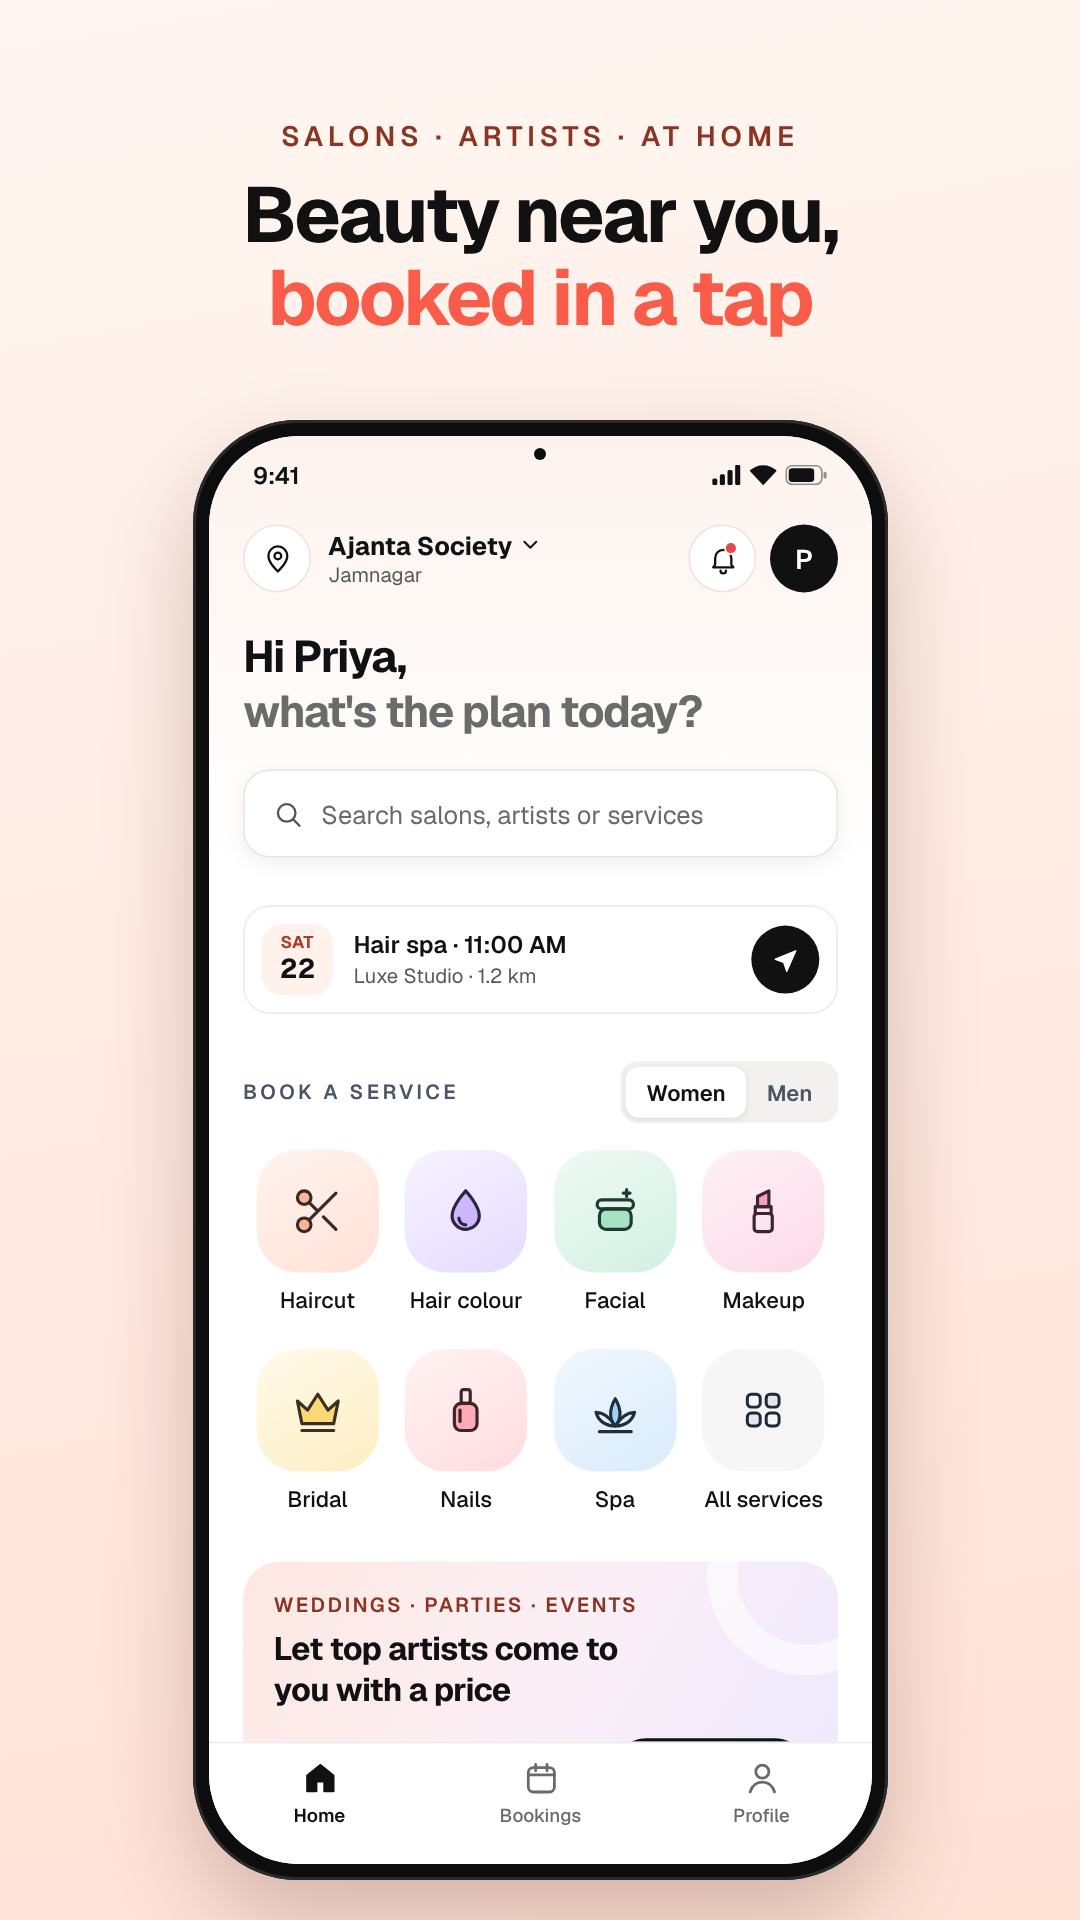 SALONS · ARTISTS · AT HOME
Beauty near you,
booked in a tap
9:41
Ajanta Society
Jamnagar
P
Hi Priya,
what's the plan today?
Search salons, artists or services
SAT
22
Hair spa · 11:00 AM
Luxe Studio · 1.2 km
BOOK A SERVICE
Women
Men
Haircut
Hair colour
Facial
Makeup
Bridal
Nails
Spa
All services
WEDDINGS · PARTIES · EVENTS
Let top artists come to
you with a price
Home
Bookings
Profile